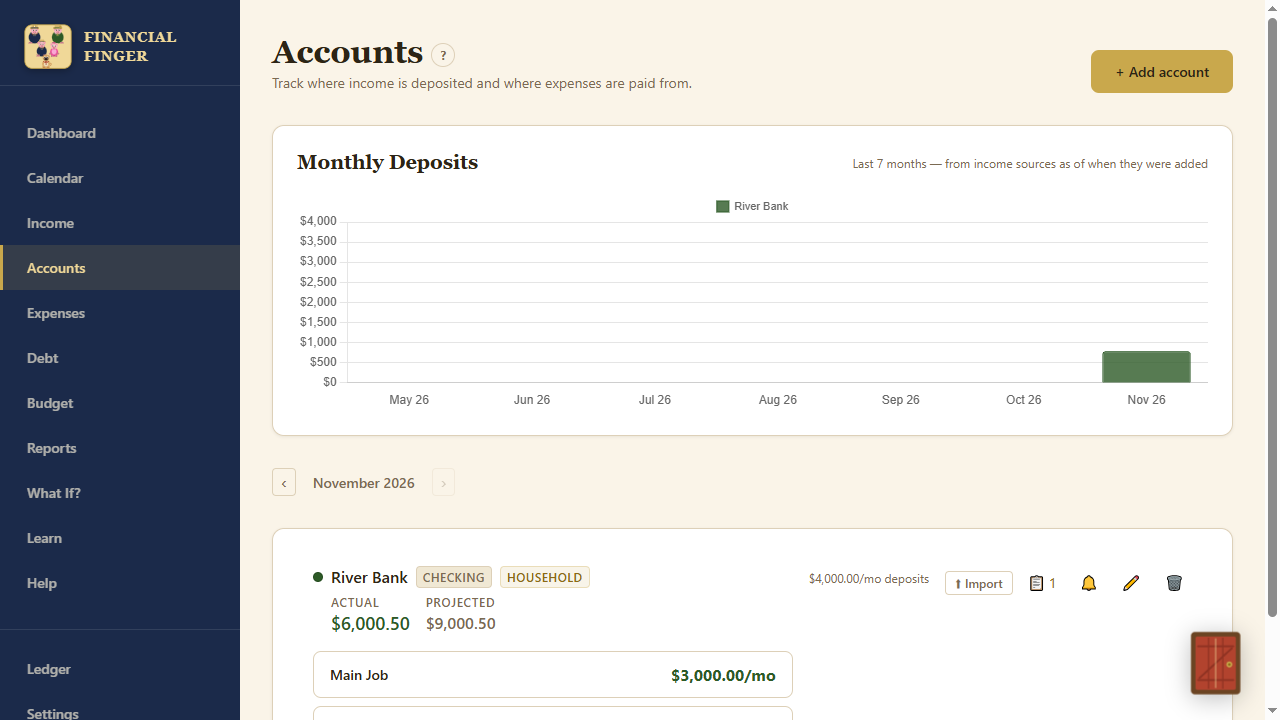 FINANCIAL
FINGER
Dashboard
Calendar
Income
Accounts
Expenses
Debt
Budget
Reports
What If?
Learn
Help
Ledger
Settings
Accounts ?
Track where income is deposited and where expenses are paid from.
+ Add account
Monthly Deposits
Last 7 months — from income sources as of when they were added
River Bank
$4,000
$3,500
$3,000
$2,500
$2,000
$1,500
$1,000
$500
$0
May 26 Jun 26 Jul 26 Aug 26 Sep 26 Oct 26 Nov 26
‹ November 2026 ›
River Bank CHECKING HOUSEHOLD
$4,000.00/mo deposits
⬆ Import
1
ACTUAL PROJECTED
$6,000.50 $9,000.50
Main Job $3,000.00/mo